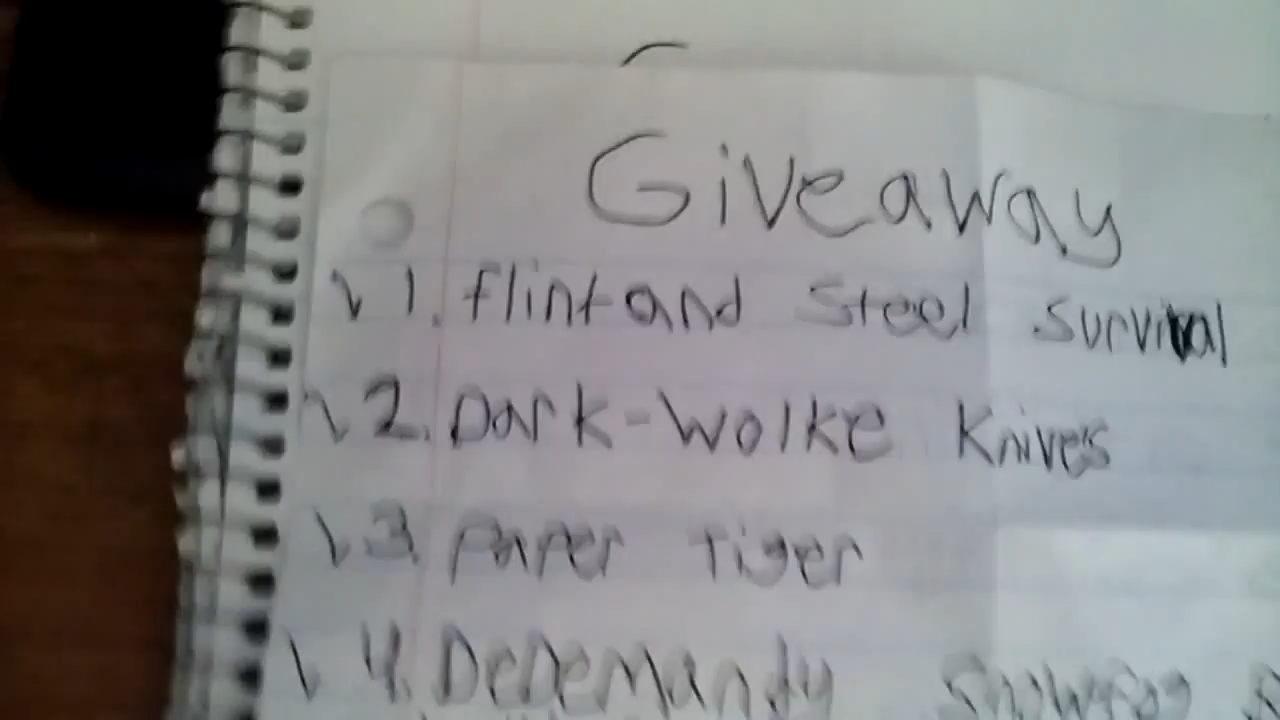 Giveaway
1. flint and Steel Survival
2. Dark-Wolke Knives
3. Paper Tiger
4.